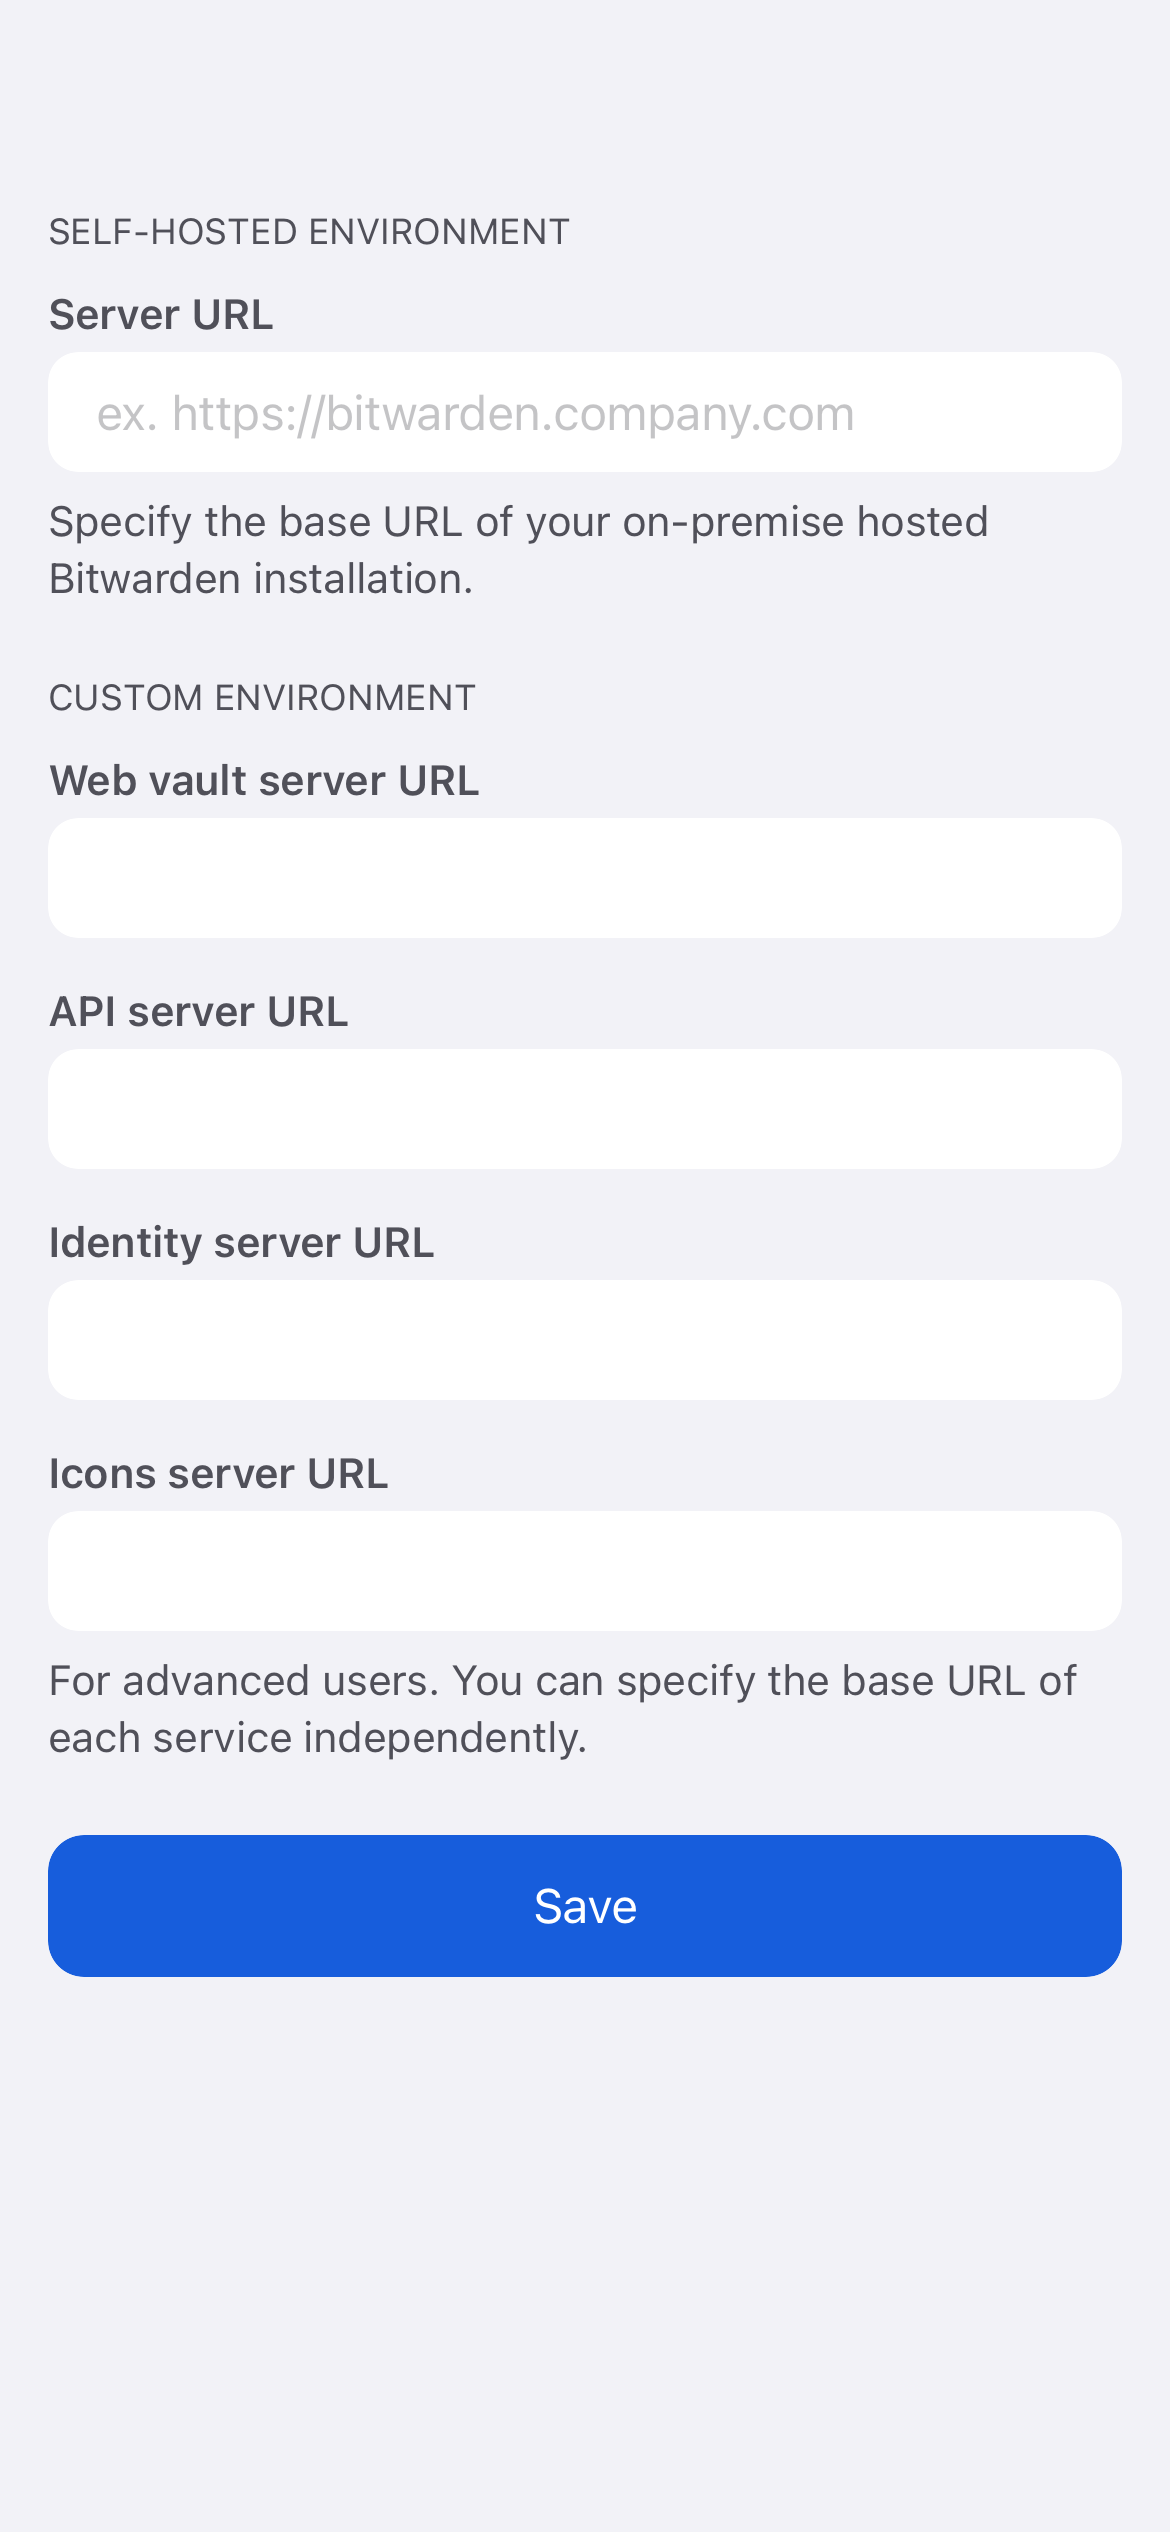 SELF-HOSTED ENVIRONMENT
Server URL
ex. https://bitwarden.company.com
Specify the base URL of your on-premise hosted
Bitwarden installation.
CUSTOM ENVIRONMENT
Web vault server URL
API server URL
Identity server URL
Icons server URL
For advanced users. You can specify the base URL of
each service independently.
Save